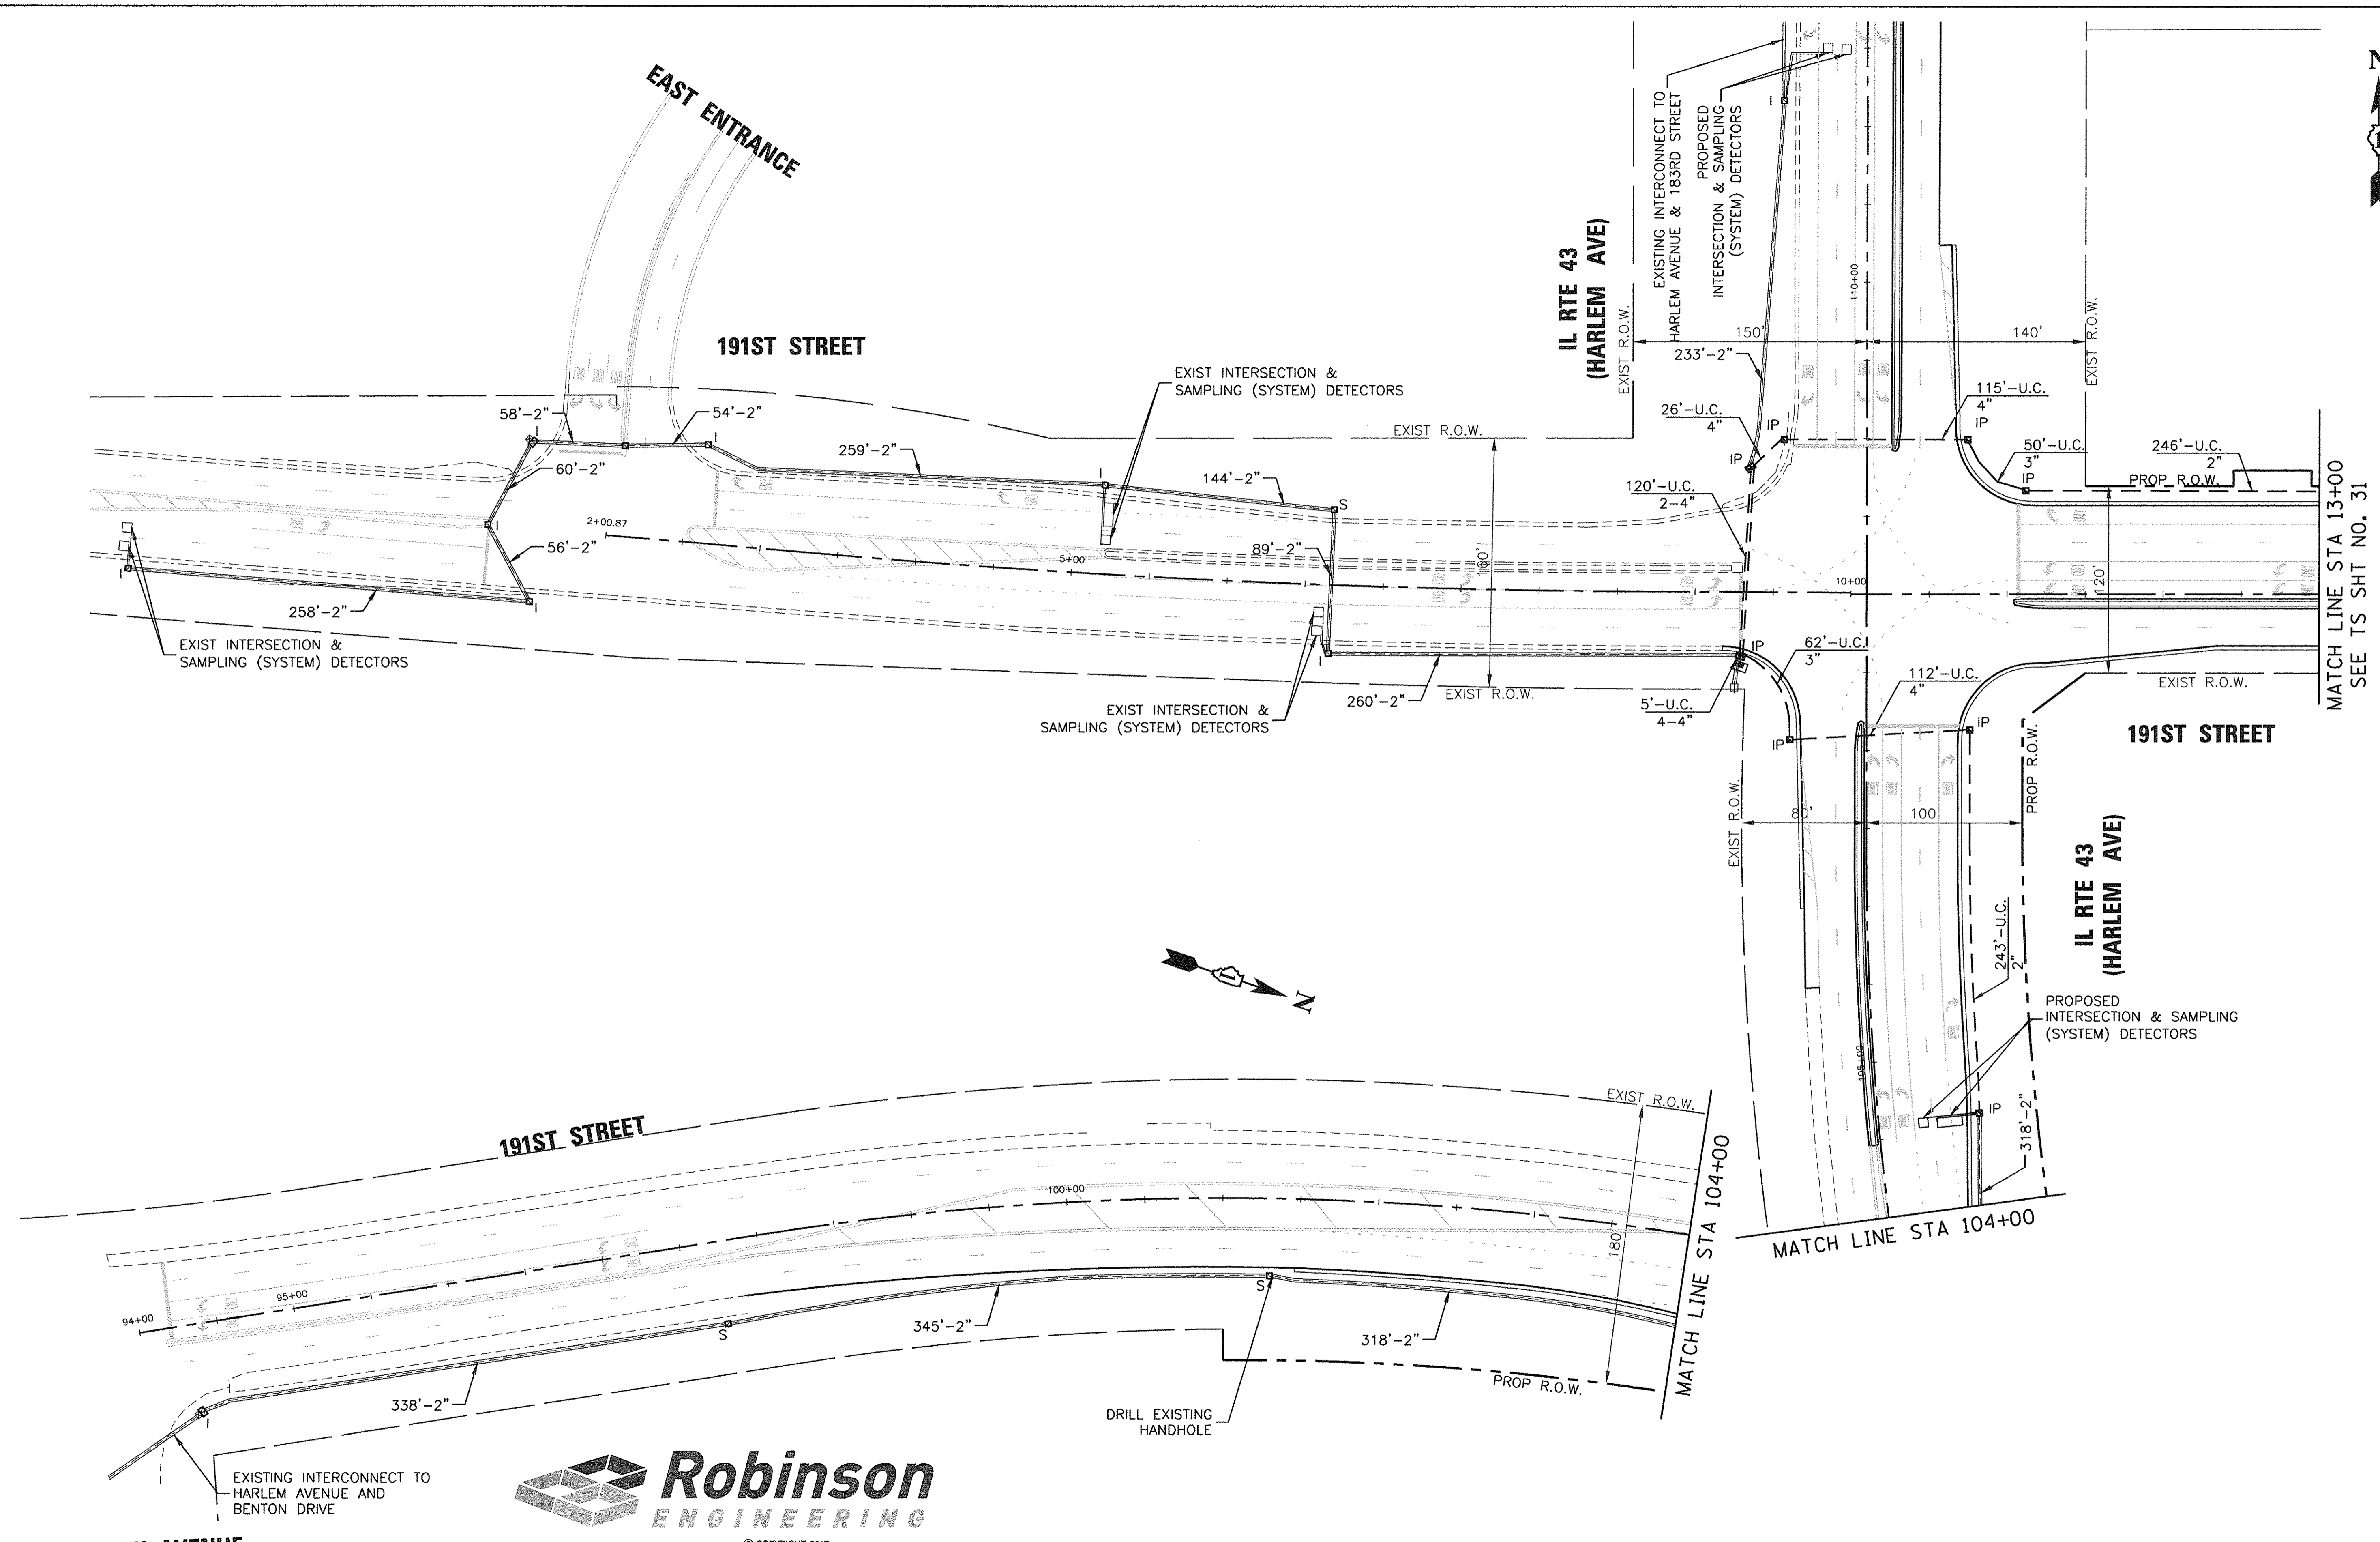 EAST ENTRANCE
191ST STREET
58'-2"
54'-2"
60'-2"
56'-2"
259'-2"
144'-2"
89'-2"
258'-2"
260'-2"
2+00.87
5+00
10+00
I
I
I
I
I
I
I
S
EXIST INTERSECTION &
SAMPLING (SYSTEM) DETECTORS
EXIST INTERSECTION &
SAMPLING (SYSTEM) DETECTORS
EXIST INTERSECTION &
SAMPLING (SYSTEM) DETECTORS
EXIST R.O.W.
EXIST R.O.W.
160'
IL RTE 43
(HARLEM AVE)
EXIST R.O.W.
EXISTING INTERCONNECT TO
HARLEM AVENUE & 183RD STREET
PROPOSED
INTERSECTION & SAMPLING
(SYSTEM) DETECTORS
I
110+00
150'
140'
EXIST R.O.W.
233'-2"
26'-U.C.
4"
IP
IP
120'-U.C.
2-4"
115'-U.C.
4"
IP
50'-U.C.
3"
IP
246'-U.C.
2"
PROP R.O.W.
120'
EXIST R.O.W.
MATCH LINE STA 13+00
SEE TS SHT NO. 31
N
IP
62'-U.C.
3"
5'-U.C.
4-4"
112'-U.C.
4"
IP
IP
191ST STREET
PROP R.O.W.
EXIST R.O.W.
80'
100'
IL RTE 43
(HARLEM AVE)
243'-U.C.
2"
PROPOSED
INTERSECTION & SAMPLING
(SYSTEM) DETECTORS
105+00
IP
318'-2"
MATCH LINE STA 104+00
N
191ST STREET
EXIST R.O.W.
180'
MATCH LINE STA 104+00
94+00
95+00
100+00
S
S
I
338'-2"
345'-2"
318'-2"
PROP R.O.W.
DRILL EXISTING
HANDHOLE
EXISTING INTERCONNECT TO
HARLEM AVENUE AND
BENTON DRIVE
Robinson
ENGINEERING
AVENUE